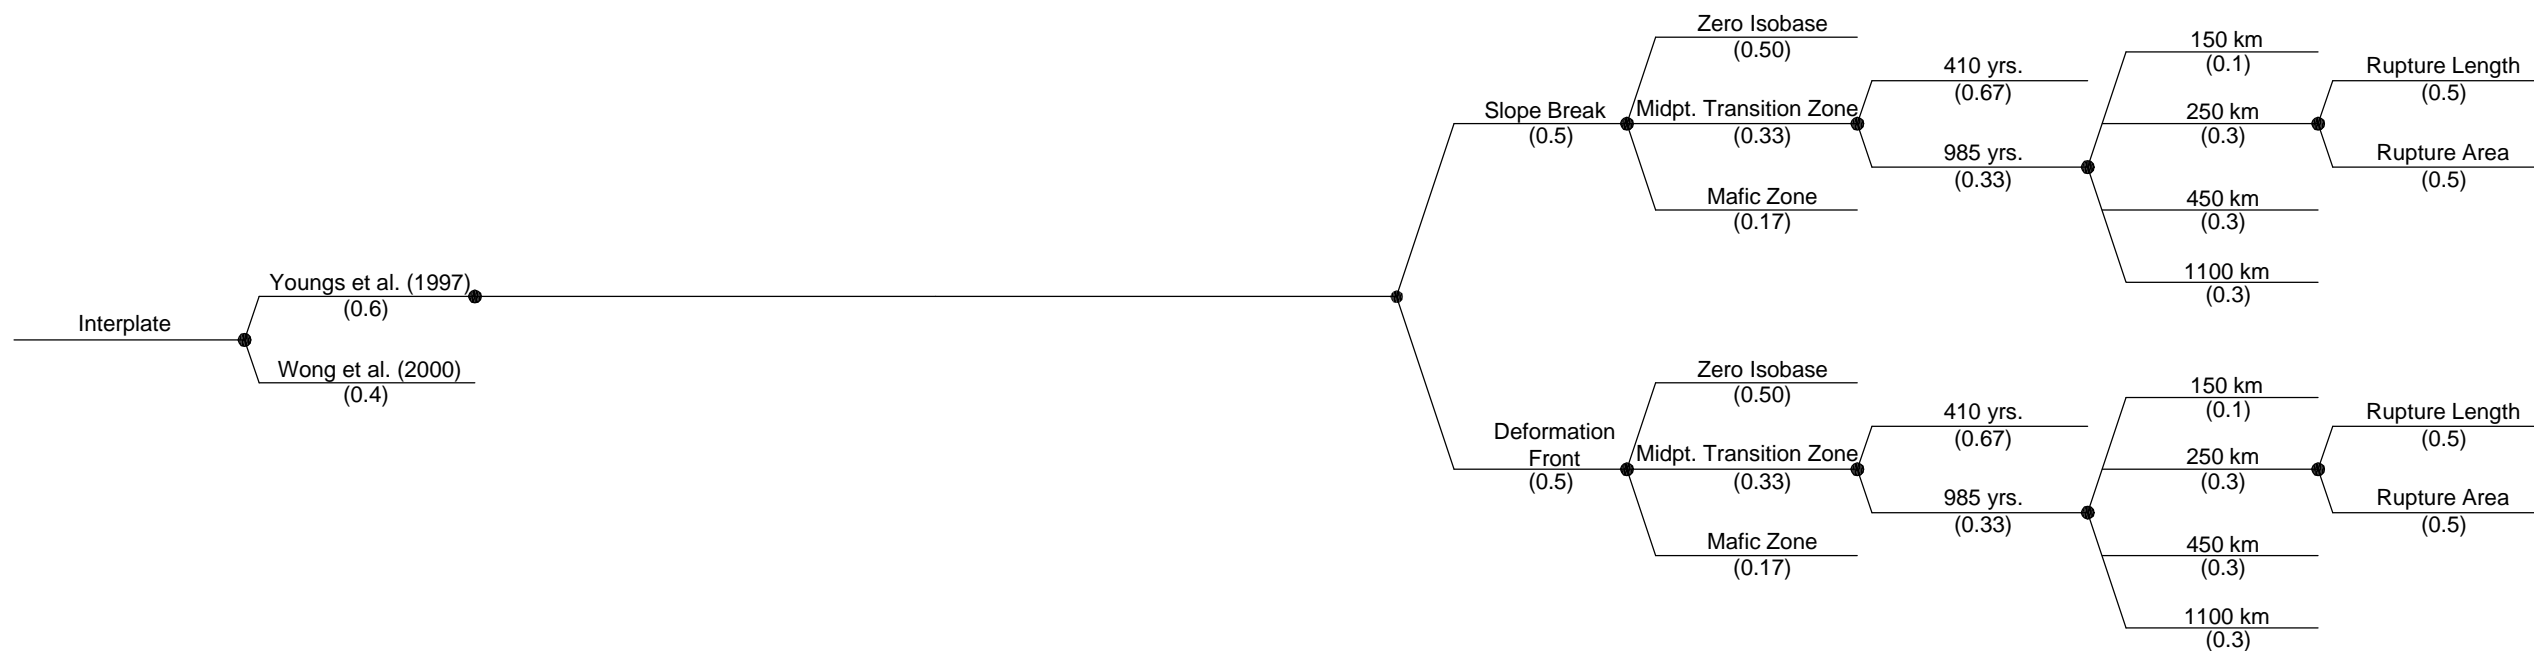 Interplate
Youngs et al. (1997)
(0.6)
Wong et al. (2000)
(0.4)
Slope Break
(0.5)
Zero Isobase
(0.50)
Midpt. Transition Zone
(0.33)
Mafic Zone
(0.17)
410 yrs.
(0.67)
985 yrs.
(0.33)
150 km
(0.1)
250 km
(0.3)
450 km
(0.3)
1100 km
(0.3)
Rupture Length
(0.5)
Rupture Area
(0.5)
Deformation
Front
(0.5)
Zero Isobase
(0.50)
Midpt. Transition Zone
(0.33)
Mafic Zone
(0.17)
410 yrs.
(0.67)
985 yrs.
(0.33)
150 km
(0.1)
250 km
(0.3)
450 km
(0.3)
1100 km
(0.3)
Rupture Length
(0.5)
Rupture Area
(0.5)